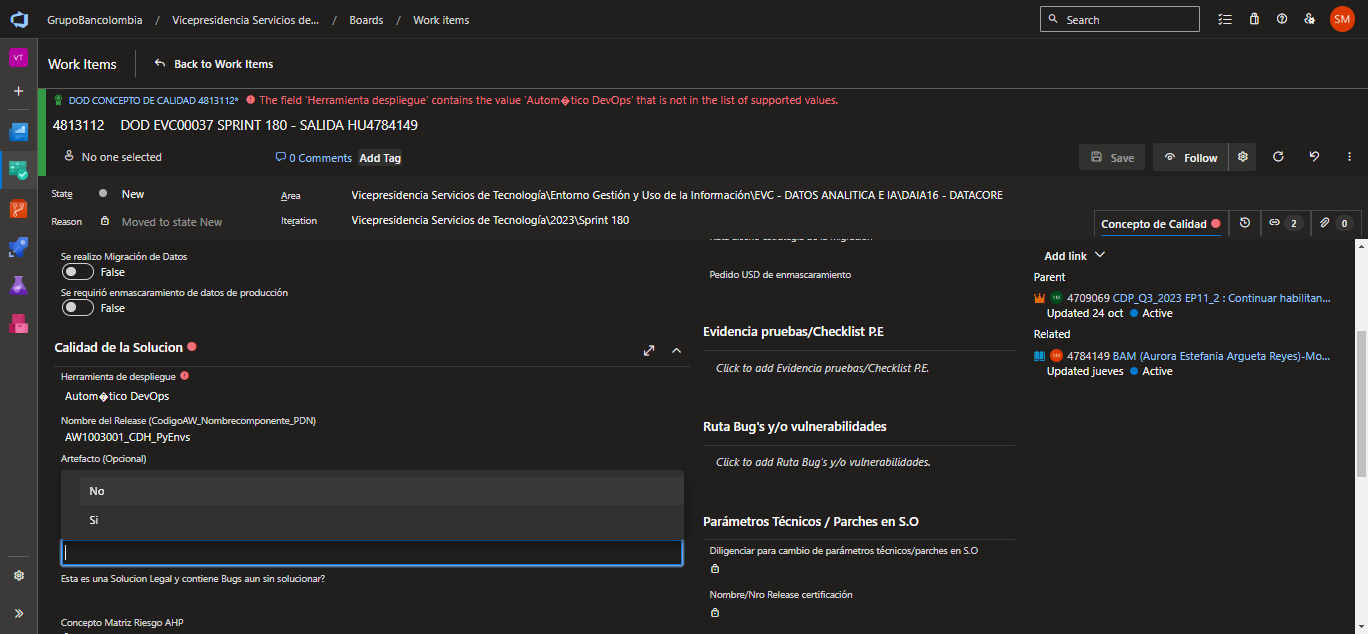 GrupoBancolombia / Vicepresidencia Servicios de... / Boards / Work items
Search
SM
VT
Work Items
Back to Work Items
DOD CONCEPTO DE CALIDAD 4813112*
The field 'Herramienta despliegue' contains the value 'Autom�tico DevOps' that is not in the list of supported values.
4813112 DOD EVC00037 SPRINT 180 - SALIDA HU4784149
No one selected
0 Comments
Add Tag
Save
Follow
State
New
Area
Vicepresidencia Servicios de Tecnología\Entorno Gestión y Uso de la Información\EVC - DATOS ANALITICA E IA\DAIA16 - DATACORE
Reason
Moved to state New
Iteration
Vicepresidencia Servicios de Tecnología\2023\Sprint 180
Concepto de Calidad
2
0
Se realizo Migración de Datos
False
Se requirió enmascaramiento de datos de producción
False
Calidad de la Solucion
Herramienta de despliegue
Autom�tico DevOps
Nombre del Release (CodigoAW_Nombrecomponente_PDN)
AW1003001_CDH_PyEnvs
Artefacto (Opcional)
No
Si
Esta es una Solucion Legal y contiene Bugs aun sin solucionar?
Concepto Matriz Riesgo AHP
Pedido USD de enmascaramiento
Evidencia pruebas/Checklist P.E
Click to add Evidencia pruebas/Checklist P.E.
Ruta Bug's y/o vulnerabilidades
Click to add Ruta Bug's y/o vulnerabilidades.
Parámetros Técnicos / Parches en S.O
Diligenciar para cambio de parámetros técnicos/parches en S.O
Nombre/Nro Release certificación
Add link
Parent
4709069 CDP_Q3_2023 EP11_2 : Continuar habilitan...
Updated 24 oct
Active
Related
SM
4784149 BAM (Aurora Estefania Argueta Reyes)-Mo...
Updated jueves
Active